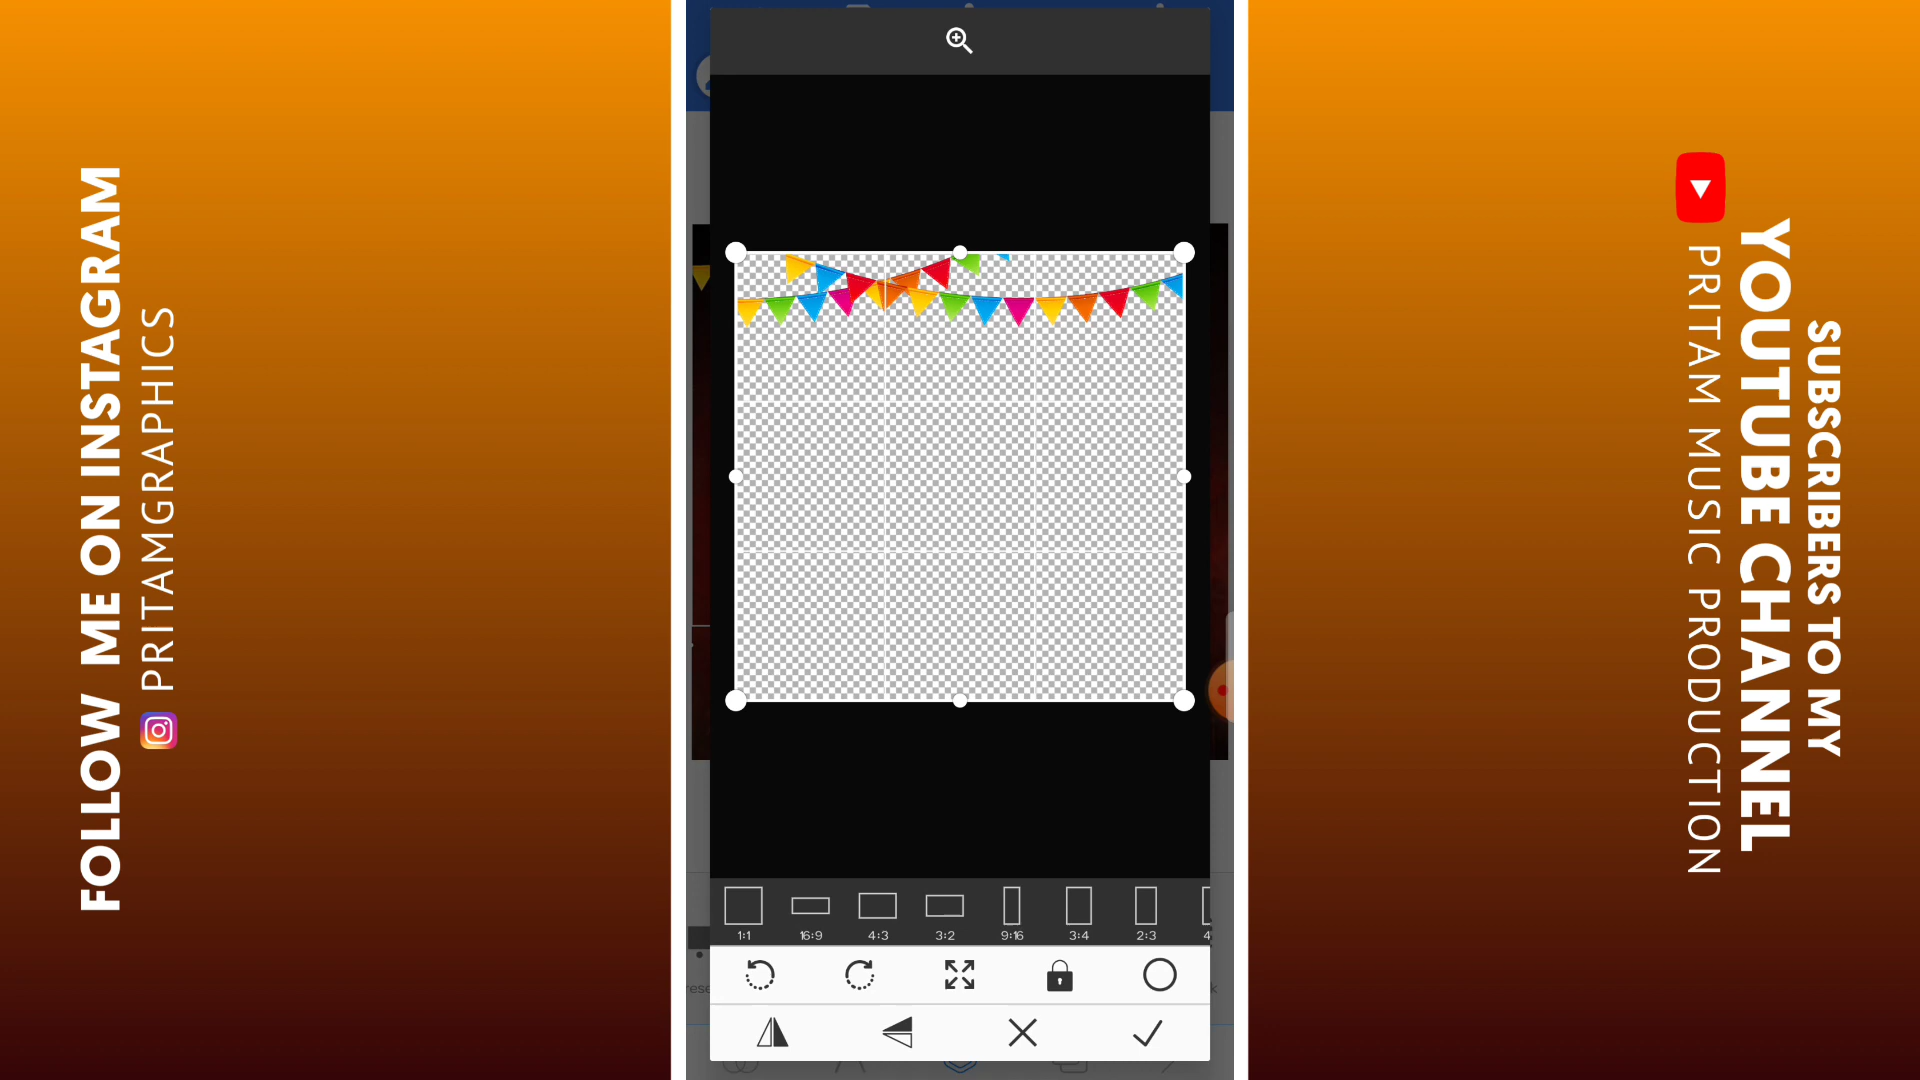 FOLLOW ME ON INSTAGRAM
PRITAMGRAPHICS
1:1 16:9 4:3 3:2 9:16 3:4 2:3
SUBSCRIBERS TO MY
YOUTUBE CHANNEL
PRITAM MUSIC PRODUCTION